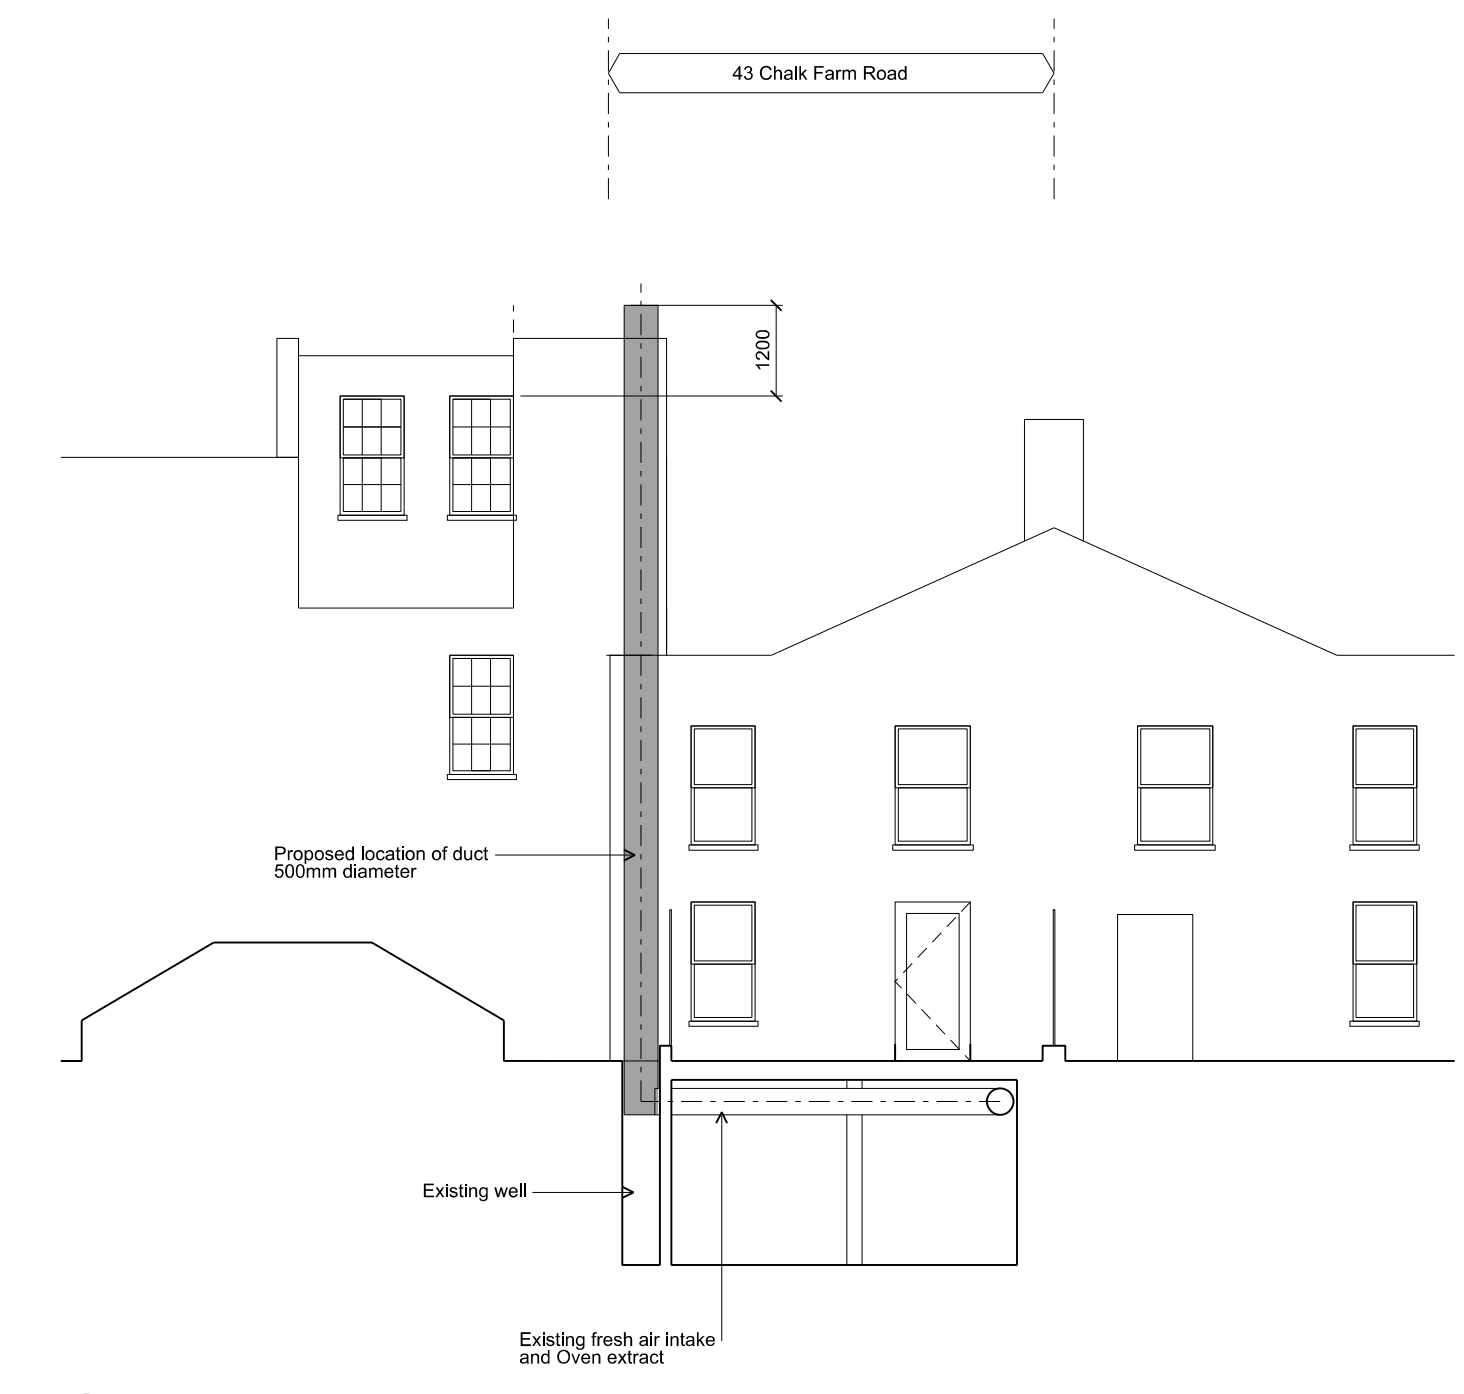 43 Chalk Farm Road
1200
Proposed location of duct
500mm diameter
Existing well
Existing fresh air intake
and Oven extract